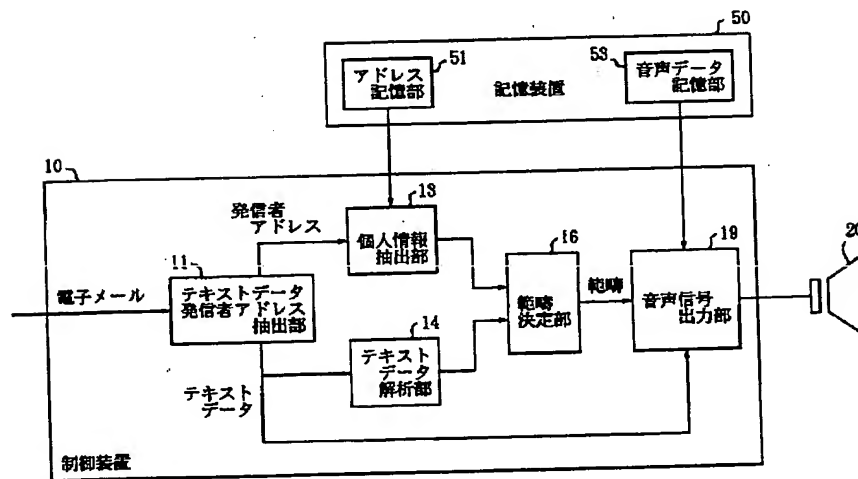 50
51
アドレス
記憶部
記憶装置
53
音声データ
記憶部
10
発信者
アドレス
13
個人情報
抽出部
11
電子メール
テキストデータ
発信者アドレス
抽出部
14
テキスト
データ
解析部
テキスト
データ
16
範疇
決定部
範疇
19
音声信号
出力部
20
制御装置